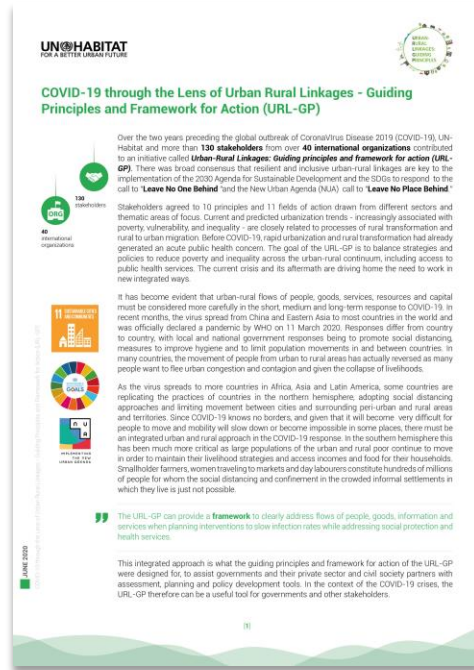 UN HABITAT
FOR A BETTER URBAN FUTURE
URBAN
RURAL
LINKAGES:
GUIDING
PRINCIPLES
COVID-19 through the Lens of Urban Rural Linkages - Guiding
Principles and Framework for Action (URL-GP)
Over the two years preceding the global outbreak of CoronaVirus Disease 2019 (COVID-19), UN-
Habitat and more than 130 stakeholders from over 40 international organizations contributed
to an initiative called Urban-Rural Linkages: Guiding principles and framework for action (URL-
GP). There was broad consensus that resilient and inclusive urban-rural linkages are key to the
implementation of the 2030 Agenda for Sustainable Development and the SDGs to respond to the
call to "Leave No One Behind "and the New Urban Agenda (NUA) call to "Leave No Place Behind."
130
stakeholders
ORG
40
international
organizations
Stakeholders agreed to 10 principles and 11 fields of action drawn from different sectors and
thematic areas of focus. Current and predicted urbanization trends - increasingly associated with
poverty, vulnerability, and inequality - are closely related to processes of rural transformation and
rural to urban migration. Before COVID-19, rapid urbanization and rural transformation had already
generated an acute public health concern. The goal of the URL-GP is to balance strategies and
policies to reduce poverty and inequality across the urban-rural continuum, including access to
public health services. The current crisis and its aftermath are driving home the need to work in
new integrated ways.
11 SUSTAINABLE CITIES
AND COMMUNITIES
GOALS
N U
A
IMPLEMENTING
THE NEW
URBAN AGENDA
It has become evident that urban-rural flows of people, goods, services, resources and capital
must be considered more carefully in the short, medium and long-term response to COVID-19. In
recent months, the virus spread from China and Eastern Asia to most countries in the world and
was officially declared a pandemic by WHO on 11 March 2020. Responses differ from country
to county, with local and national government responses being to promote social distancing,
measures to improve hygiene and to limit population movements in and between countries. In
many countries, the movement of people from urban to rural areas has actually reversed as many
people want to flee urban congestion and given the collapse of livelihoods.
As the virus spreads to more countries in Africa, Asia and Latin America, some countries are
replicating the practices of countries in the northern hemisphere, adopting social distancing
approaches and limiting movement between cities and surrounding peri-urban and rural areas
and territories. Since COVID-19 knows no borders, and given that it will become very difficult for
people to move and mobility will slow down or become impossible in some places, there must be
an integrated urban and rural approach in the COVID-19 response. In the southern hemisphere this
has been much more critical as large populations of the urban and rural poor continue to move
in order to maintain their livelihood strategies and access incomes and food for their households.
Smallholder farmers, women traveling to markets and day labourers constitute hundreds of millions
of people for whom the social distancing and confinement in the crowded informal settlements in
which they live is just not possible.
The URL-GP can provide a framework to clearly address flows of people, goods, information and
services when planning interventions to slow infection rates while addressing social protection and
health services.
This integrated approach is what the guiding principles and framework for action of the URL-GP
were designed for, to assist governments and their private sector and civil society partners with
assessment, planning and policy development tools. In the context of the COVID-19 crises, the
URL-GP therefore can be a useful tool for governments and other stakeholders.
JUNE 2020
[1]